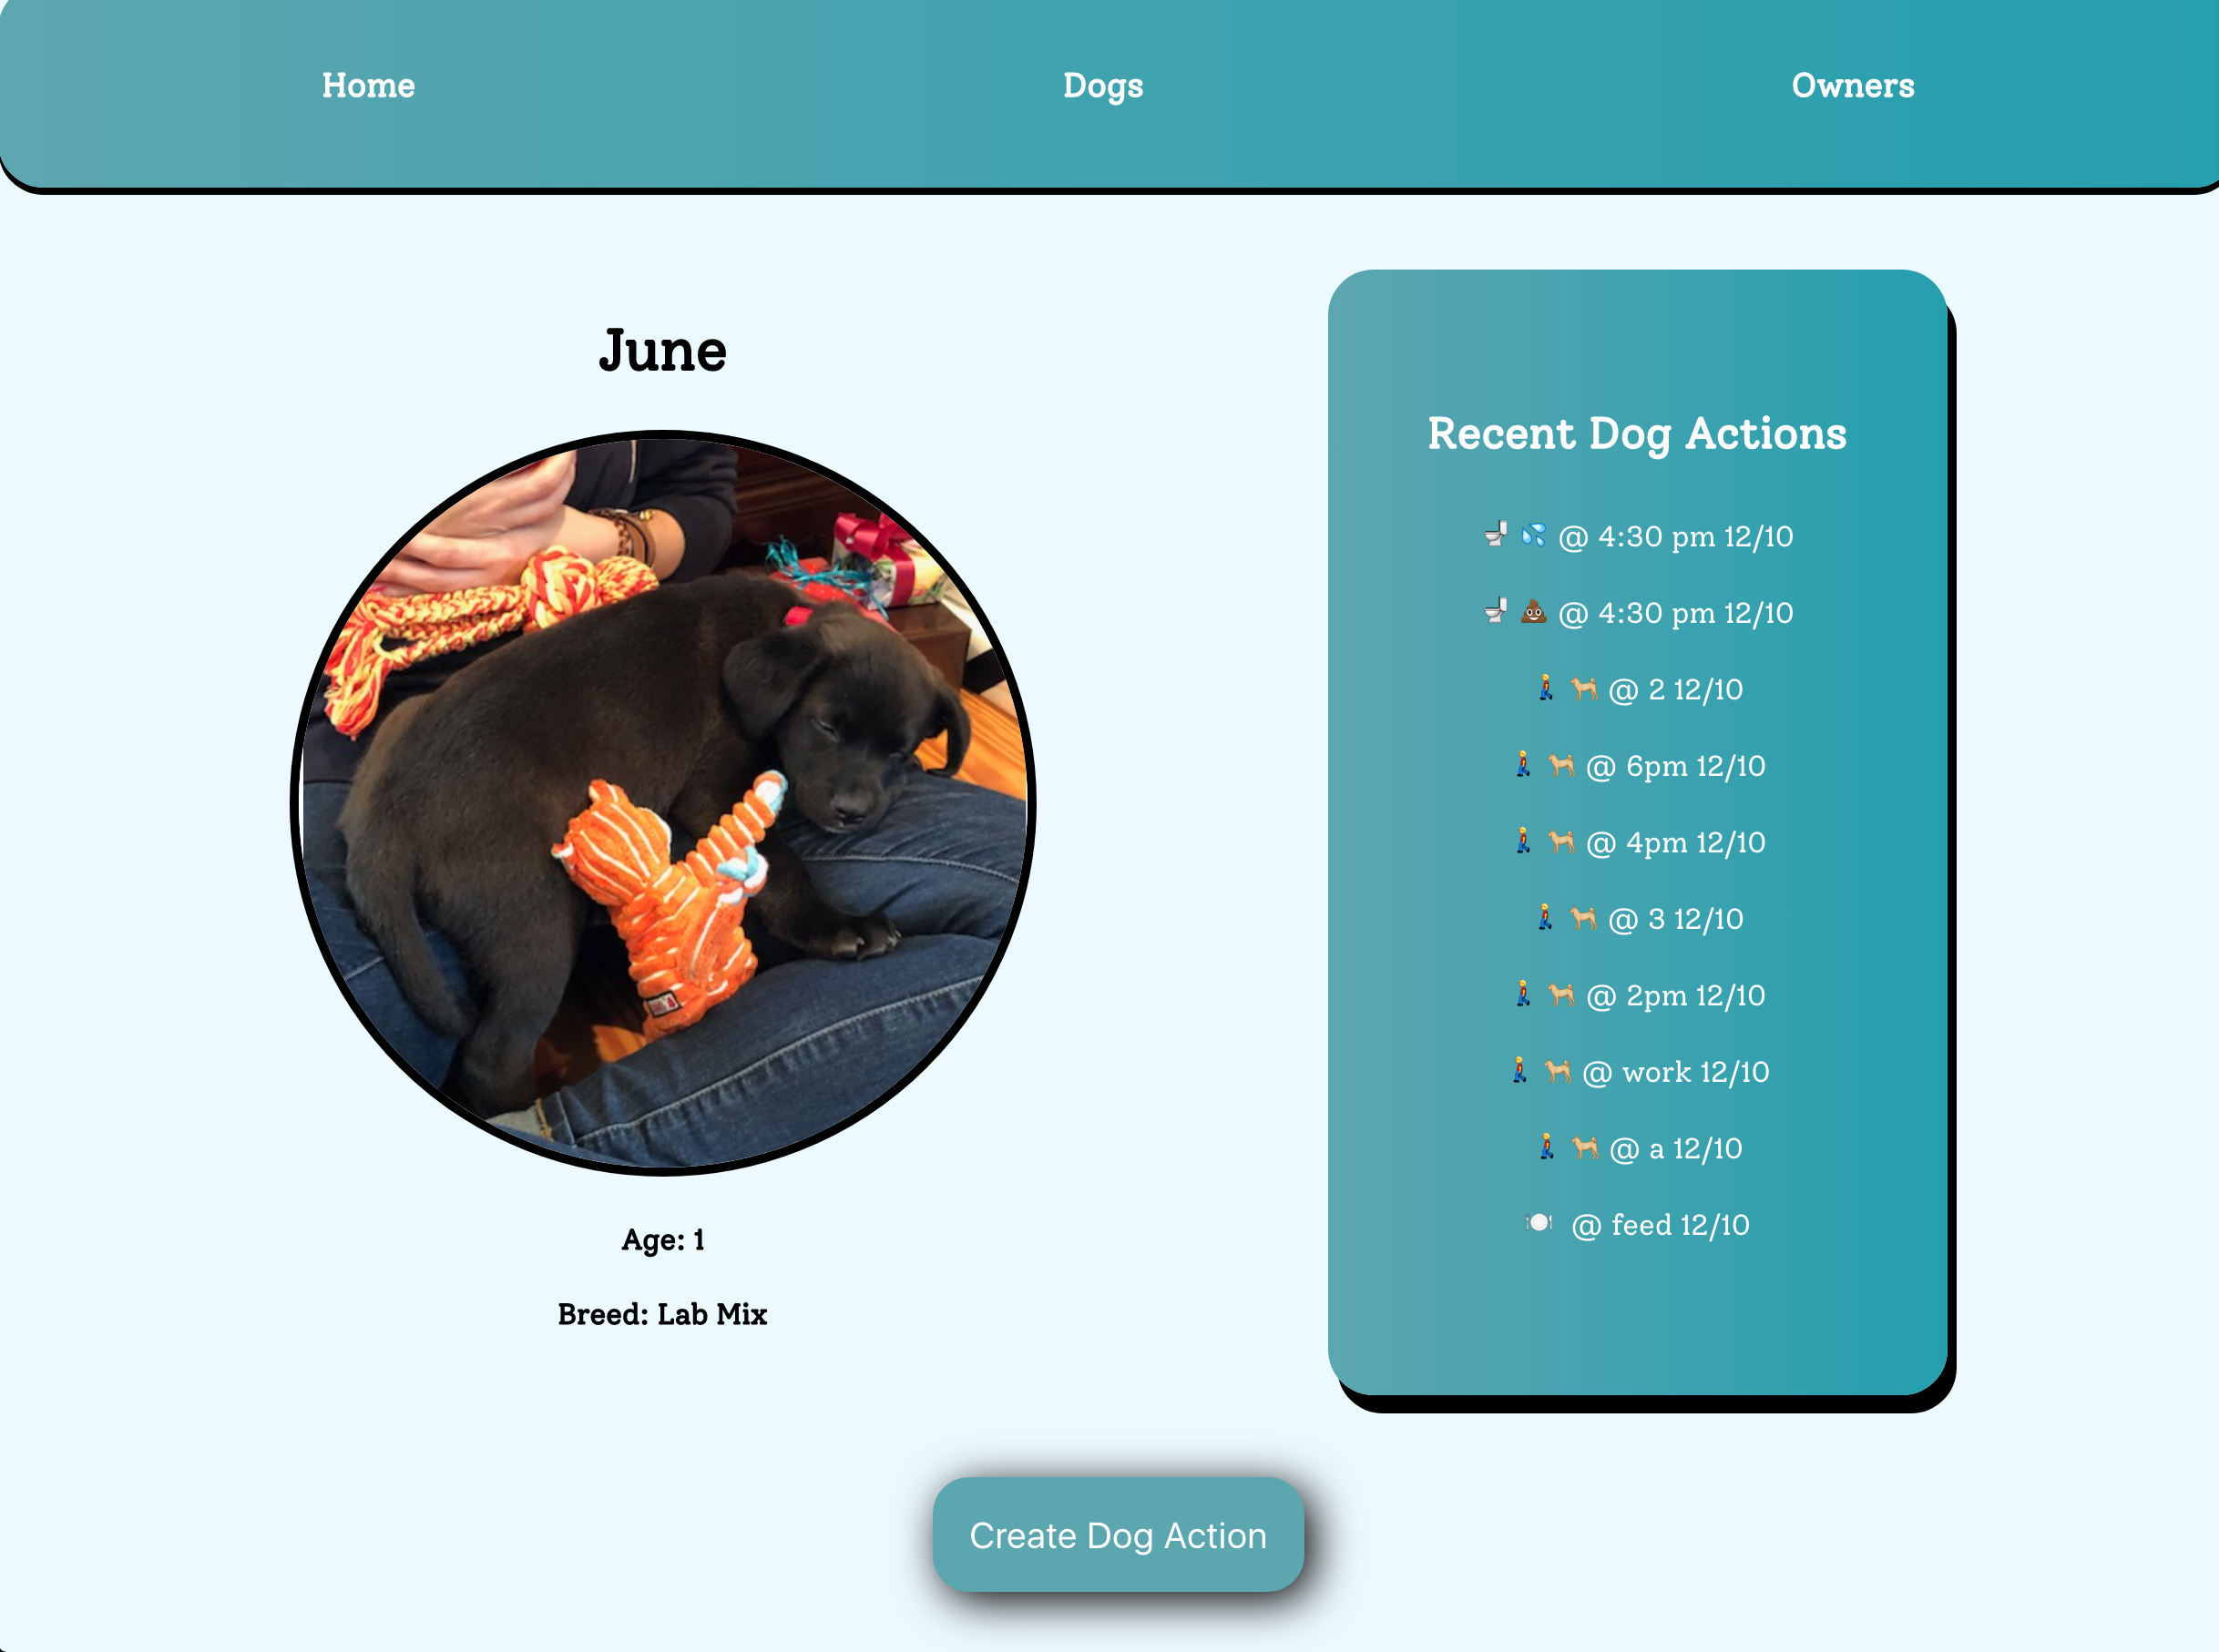 Home Dogs Owners
June
Age: 1
Breed: Lab Mix
Recent Dog Actions
🚽 💦 @ 4:30 pm 12/10
🚽 💩 @ 4:30 pm 12/10
🚶 🐕 @ 2 12/10
🚶 🐕 @ 6pm 12/10
🚶 🐕 @ 4pm 12/10
🚶 🐕 @ 3 12/10
🚶 🐕 @ 2pm 12/10
🚶 🐕 @ work 12/10
🚶 🐕 @ a 12/10
🍽️ @ feed 12/10
Create Dog Action